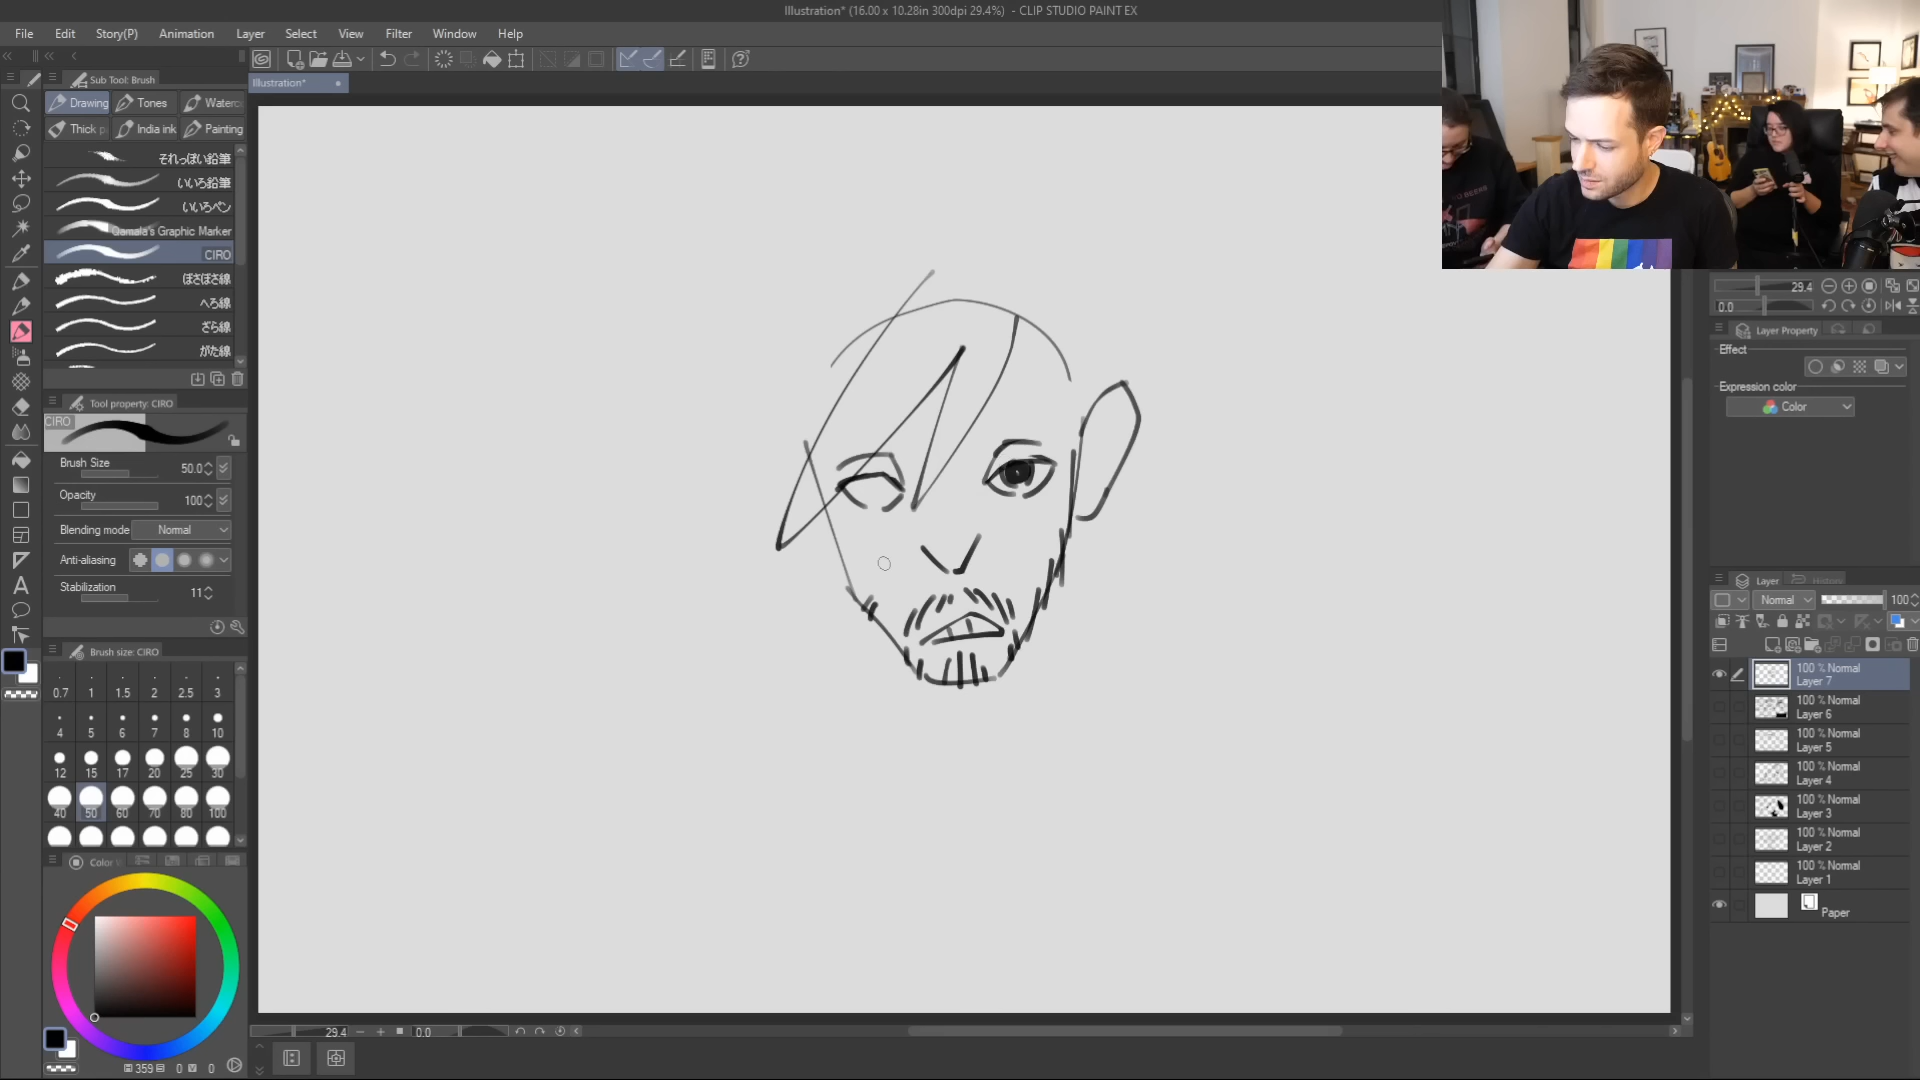 Illustration* (16.00 x 10.28in 300dpi 29.4%) - CLIP STUDIO PAINT EX
File Edit Story(P) Animation Layer Select View Filter Window Help
Sub Tool: Brush
Illustration*
Drawing Tones Waterc
Thick p India ink Painting
それっぽい鉛筆
いいろ鉛筆
いいろペン
Qamala's Graphic Marker
CIRO
ぼさぼさ線
へろ線
ざら線
がた線
Tool property: CIRO
CIRO
Brush Size 50.0
Opacity 100
Blending mode Normal
Anti-aliasing
Stabilization 11
Brush size: CIRO
0.7 1 1.5 2 2.5 3
4 5 6 7 8 10
12 15 17 20 25 30
40 50 60 70 80 100
Color
359 0 0
29.4 0.0
29.4
0.0
Layer Property
Effect
Expression color
Color
Layer History
Normal 100
100 % Normal
Layer 7
100 % Normal
Layer 6
100 % Normal
Layer 5
100 % Normal
Layer 4
100 % Normal
Layer 3
100 % Normal
Layer 2
100 % Normal
Layer 1
Paper